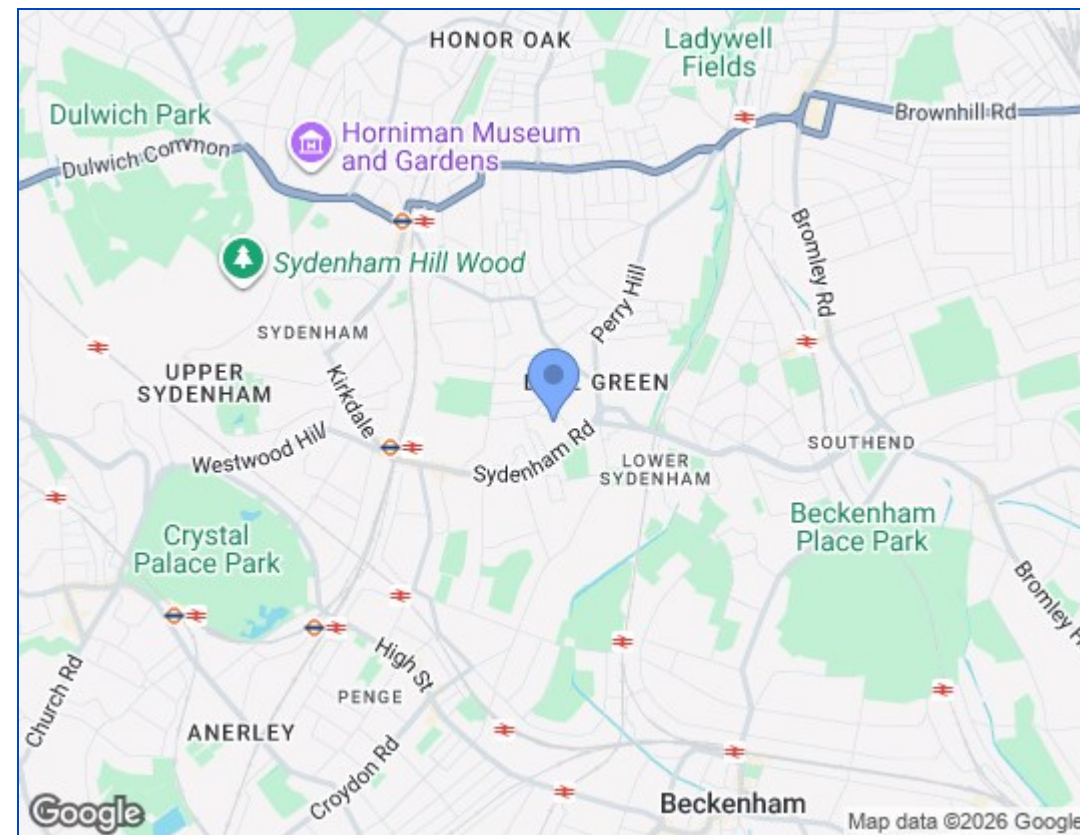 HONOR OAK
Ladywell
Fields
Dulwich Park
Brownhill Rd
Horniman Museum
and Gardens
Dulwich Common
Sydenham Hill Wood
Bromley Rd
Perry Hill
SYDENHAM
UPPER
SYDENHAM
GREEN
Kirkdale
Westwood Hill
Sydenham Rd
SOUTHEND
LOWER
SYDENHAM
Crystal
Palace Park
Beckenham
Place Park
Bromley
High St
Church Rd
PENGE
ANERLEY
Croydon Rd
Beckenham
Google
Map data ©2026 Google